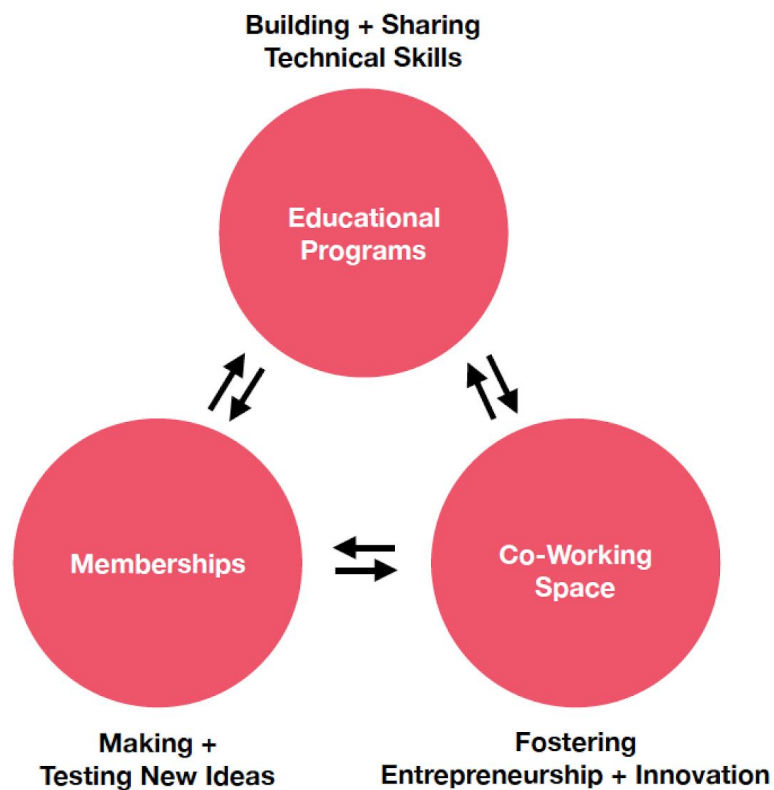 Building + Sharing
Technical Skills
Educational
Programs
Memberships
Co-Working
Space
Making +
Testing New Ideas
Fostering
Entrepreneurship + Innovation